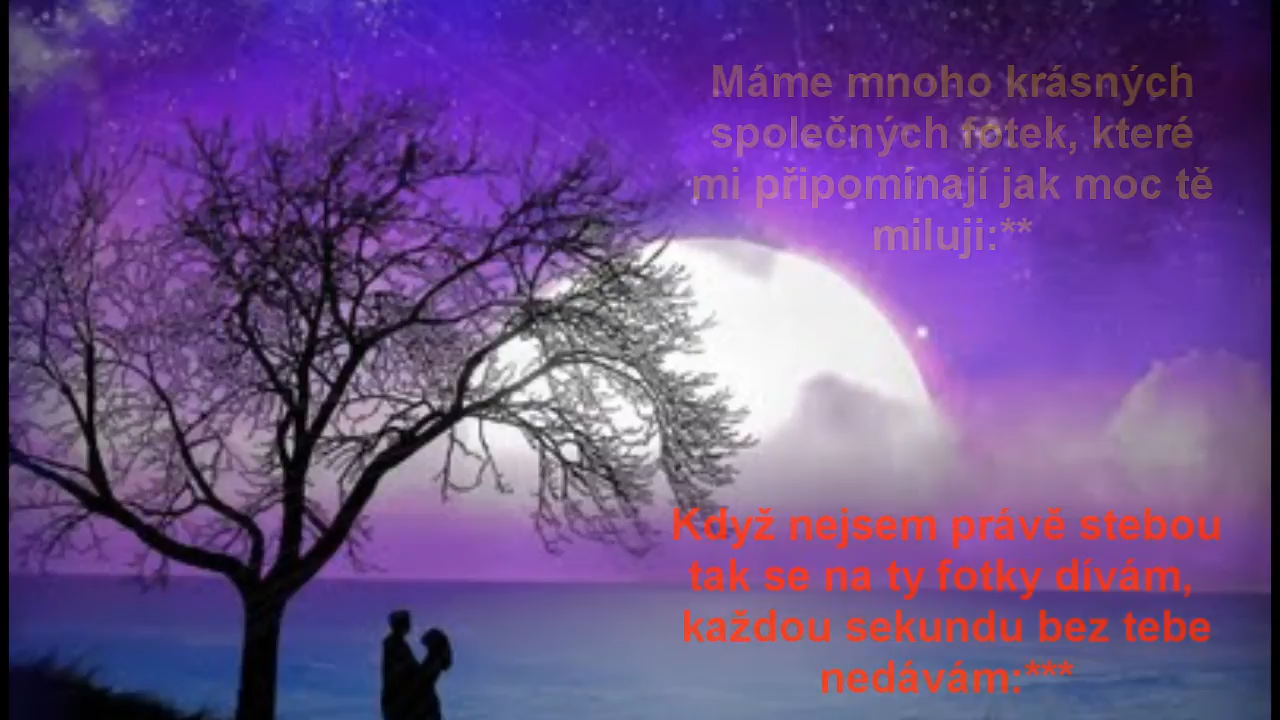 Máme mnoho krásných
společných fotek, které
mi připomínají jak moc tě
miluji:**
Když nejsem právě stebou
tak se na ty fotky dívám,
každou sekundu bez tebe
nedávám:***